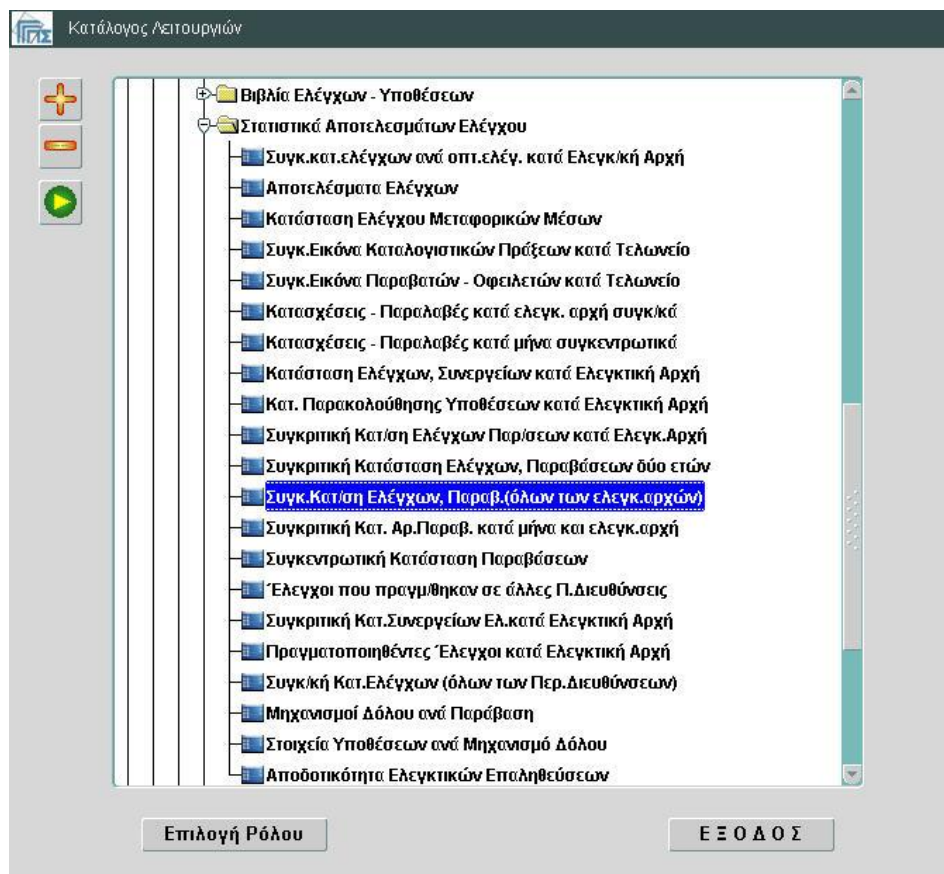 Κατάλογος Λειτουργιών
Βιβλία Ελέγχων - Υποθέσεων
Στατιστικά Αποτελεσμάτων Ελέγχου
Συγκ.κατ.ελέγχων ανά οπτ.ελέγ. κατά Ελεγκ/κή Αρχή
Αποτελέσματα Ελέγχων
Κατάσταση Ελέγχου Μεταφορικών Μέσων
Συγκ.Εικόνα Καταλογιστικών Πράξεων κατά Τελωνείο
Συγκ.Εικόνα Παραβατών - Οφειλετών κατά Τελωνείο
Κατασχέσεις - Παραλαβές κατά ελεγκ. αρχή συγκ/κά
Κατασχέσεις - Παραλαβές κατά μήνα συγκεντρωτικά
Κατάσταση Ελέγχων, Συνεργείων κατά Ελεγκτική Αρχή
Κατ. Παρακολούθησης Υποθέσεων κατά Ελεγκτική Αρχή
Συγκριτική Κατ/ση Ελέγχων Παρ/σεων κατά Ελεγκ.Αρχή
Συγκριτική Κατάσταση Ελέγχων, Παραβάσεων δύο ετών
Συγκ.Κατ/ση Ελέγχων, Παραβ.(όλων των ελεγκ.αρχών)
Συγκριτική Κατ. Αρ.Παραβ. κατά μήνα και ελεγκ.αρχή
Συγκεντρωτική Κατάσταση Παραβάσεων
Έλεγχοι που πραγμ/θηκαν σε άλλες Π.Διευθύνσεις
Συγκριτική Κατ.Συνεργείων Ελ.κατά Ελεγκτική Αρχή
Πραγματοποιηθέντες Έλεγχοι κατά Ελεγκτική Αρχή
Συγκ/κή Κατ.Ελέγχων (όλων των Περ.Διευθύνσεων)
Μηχανισμοί Δόλου ανά Παράβαση
Στοιχεία Υποθέσεων ανά Μηχανισμό Δόλου
Αποδοτικότητα Ελεγκτικών Επαληθεύσεων
Επιλογή Ρόλου
Ε Ξ Ο Δ Ο Σ